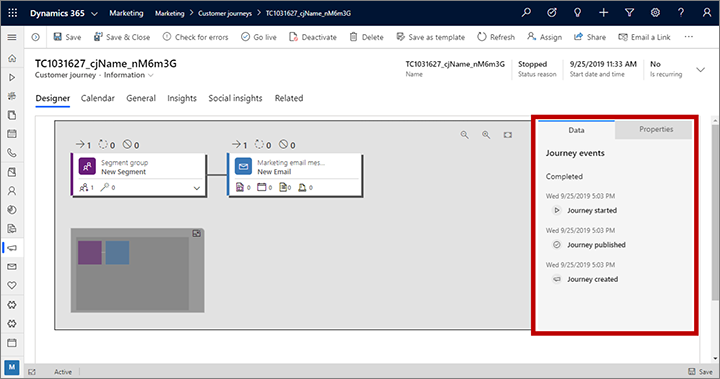 Dynamics 365 Marketing Marketing > Customer journeys > TC1031627_cjName_nM6m3G
Save Save & Close Check for errors Go live Deactivate Delete Save as template Refresh Assign Share Email a Link
TC1031627_cjName_nM6m3G
Customer journey - Information
TC1031627_cjName_nM6m3G
Name
Stopped
Status reason
9/25/2019 11:33 AM
Start date and time
No
Is recurring
Designer Calendar General Insights Social insights Related
1 0 0
Segment group
New Segment
1 0
1 0 0
Marketing email mes...
New Email
0 0 0 0
Data Properties
Journey events
Completed
Wed 9/25/2019 5:03 PM
Journey started
Wed 9/25/2019 5:03 PM
Journey published
Wed 9/25/2019 5:03 PM
Journey created
M
Active
Save